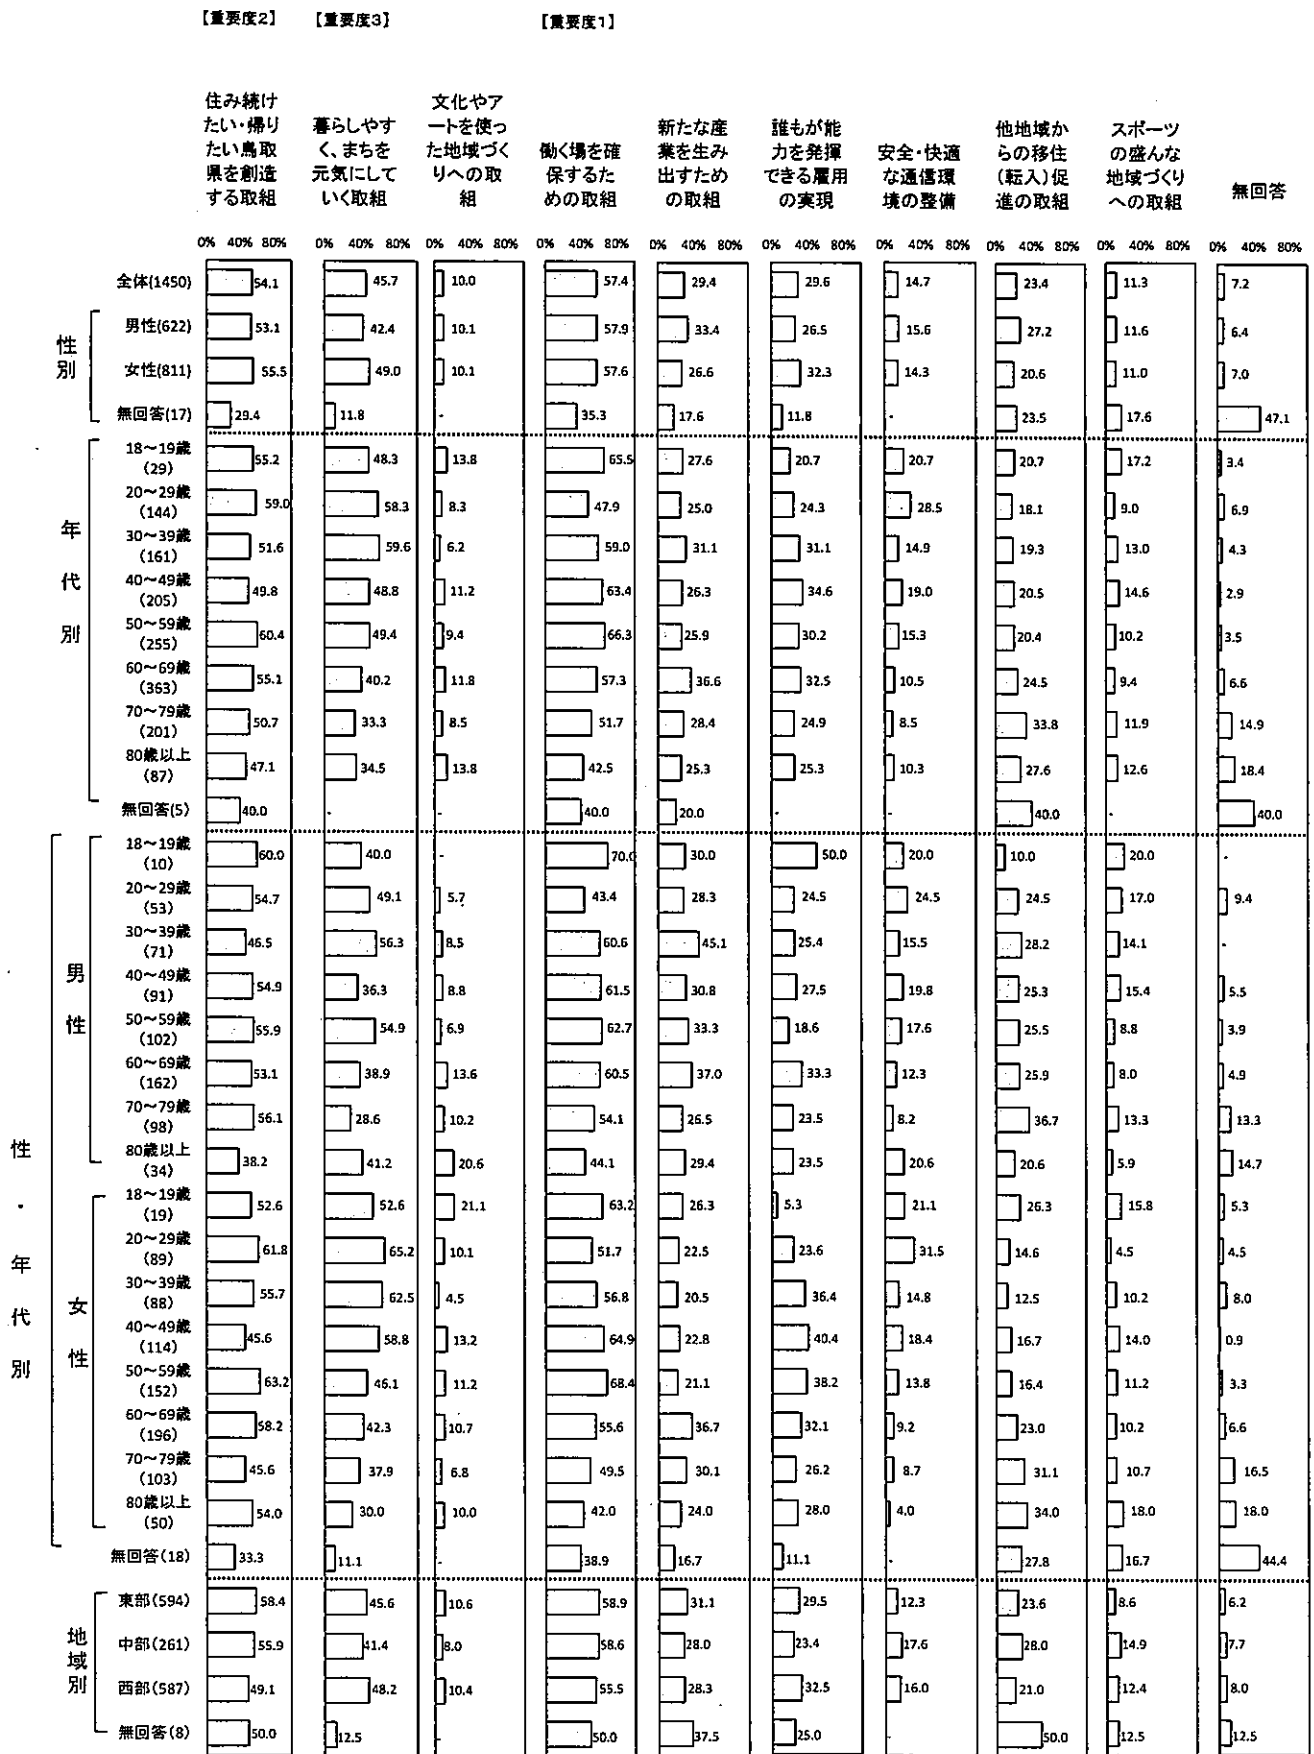 【重要度2】 【重要度3】 【重要度1】
住み続け
たい・帰り
たい鳥取
県を創造
する取組
暮らしやす
く、まちを
元気にして
いく取組
文化やア
ートを使っ
た地域づく
りへの取
組
働く場を確
保するた
めの取組
新たな産
業を生み
出すため
の取組
誰もが能
力を発揮
できる雇用
の実現
安全・快適
な通信環
境の整備
他地域か
らの移住
(転入)促
進の取組
スポーツ
の盛んな
地域づくり
への取組
無回答
0% 40% 80% 0% 40% 80% 0% 40% 80% 0% 40% 80% 0% 40% 80% 0% 40% 80% 0% 40% 80% 0% 40% 80% 0% 40% 80% 0% 40% 80%
全体(1450) 54.1 45.7 10.0 57.4 29.4 29.6 14.7 23.4 11.3 7.2
性別
男性(622) 53.1 42.4 10.1 57.9 33.4 26.5 15.6 27.2 11.6 6.4
女性(811) 55.5 49.0 10.1 57.6 26.6 32.3 14.3 20.6 11.0 7.0
無回答(17) 29.4 11.8 - 35.3 17.6 11.8 - 23.5 17.6 47.1
年代別
18～19歳
(29) 55.2 48.3 13.8 65.5 27.6 20.7 20.7 20.7 17.2 3.4
20～29歳
(144) 59.0 58.3 8.3 47.9 25.0 24.3 28.5 18.1 9.0 6.9
30～39歳
(161) 51.6 59.6 6.2 59.0 31.1 31.1 14.9 19.3 13.0 4.3
40～49歳
(205) 49.8 48.8 11.2 63.4 26.3 34.6 19.0 20.5 14.6 2.9
50～59歳
(255) 60.4 49.4 9.4 66.3 25.9 30.2 15.3 20.4 10.2 3.5
60～69歳
(363) 55.1 40.2 11.8 57.3 36.6 32.5 10.5 24.5 9.4 6.6
70～79歳
(201) 50.7 33.3 8.5 51.7 28.4 24.9 8.5 33.8 11.9 14.9
80歳以上
(87) 47.1 34.5 13.8 42.5 25.3 25.3 10.3 27.6 12.6 18.4
無回答(5) 40.0 - - 40.0 20.0 - - 40.0 - 40.0
性・年代別
男性
18～19歳
(10) 60.0 40.0 - 70.0 30.0 50.0 20.0 10.0 20.0 -
20～29歳
(53) 54.7 49.1 5.7 43.4 28.3 24.5 24.5 24.5 17.0 9.4
30～39歳
(71) 46.5 56.3 8.5 60.6 45.1 25.4 15.5 28.2 14.1 -
40～49歳
(91) 54.9 36.3 8.8 61.5 30.8 27.5 19.8 25.3 15.4 5.5
50～59歳
(102) 55.9 54.9 6.9 62.7 33.3 18.6 17.6 25.5 8.8 3.9
60～69歳
(162) 53.1 38.9 13.6 60.5 37.0 33.3 12.3 25.9 8.0 4.9
70～79歳
(98) 56.1 28.6 10.2 54.1 26.5 23.5 8.2 36.7 13.3 13.3
80歳以上
(34) 38.2 41.2 20.6 44.1 29.4 23.5 20.6 20.6 5.9 14.7
女性
18～19歳
(19) 52.6 52.6 21.1 63.2 26.3 5.3 21.1 26.3 15.8 5.3
20～29歳
(89) 61.8 65.2 10.1 51.7 22.5 23.6 31.5 14.6 4.5 4.5
30～39歳
(88) 55.7 62.5 4.5 56.8 20.5 36.4 14.8 12.5 10.2 8.0
40～49歳
(114) 45.6 58.8 13.2 64.9 22.8 40.4 18.4 16.7 14.0 0.9
50～59歳
(152) 63.2 46.1 11.2 68.4 21.1 38.2 13.8 16.4 11.2 3.3
60～69歳
(196) 58.2 42.3 10.7 55.6 36.7 32.1 9.2 23.0 10.2 6.6
70～79歳
(103) 45.6 37.9 6.8 49.5 30.1 26.2 8.7 31.1 10.7 16.5
80歳以上
(50) 54.0 30.0 10.0 42.0 24.0 28.0 4.0 34.0 18.0 18.0
無回答(18) 33.3 11.1 - 38.9 16.7 11.1 - 27.8 16.7 44.4
地域別
東部(594) 58.4 45.6 10.6 58.9 31.1 29.5 12.3 23.6 8.6 6.2
中部(261) 55.9 41.4 8.0 58.6 28.0 23.4 17.6 28.0 14.9 7.7
西部(587) 49.1 48.2 10.4 55.5 28.3 32.5 16.0 21.0 12.4 8.0
無回答(8) 50.0 12.5 - 50.0 37.5 25.0 - 50.0 12.5 12.5